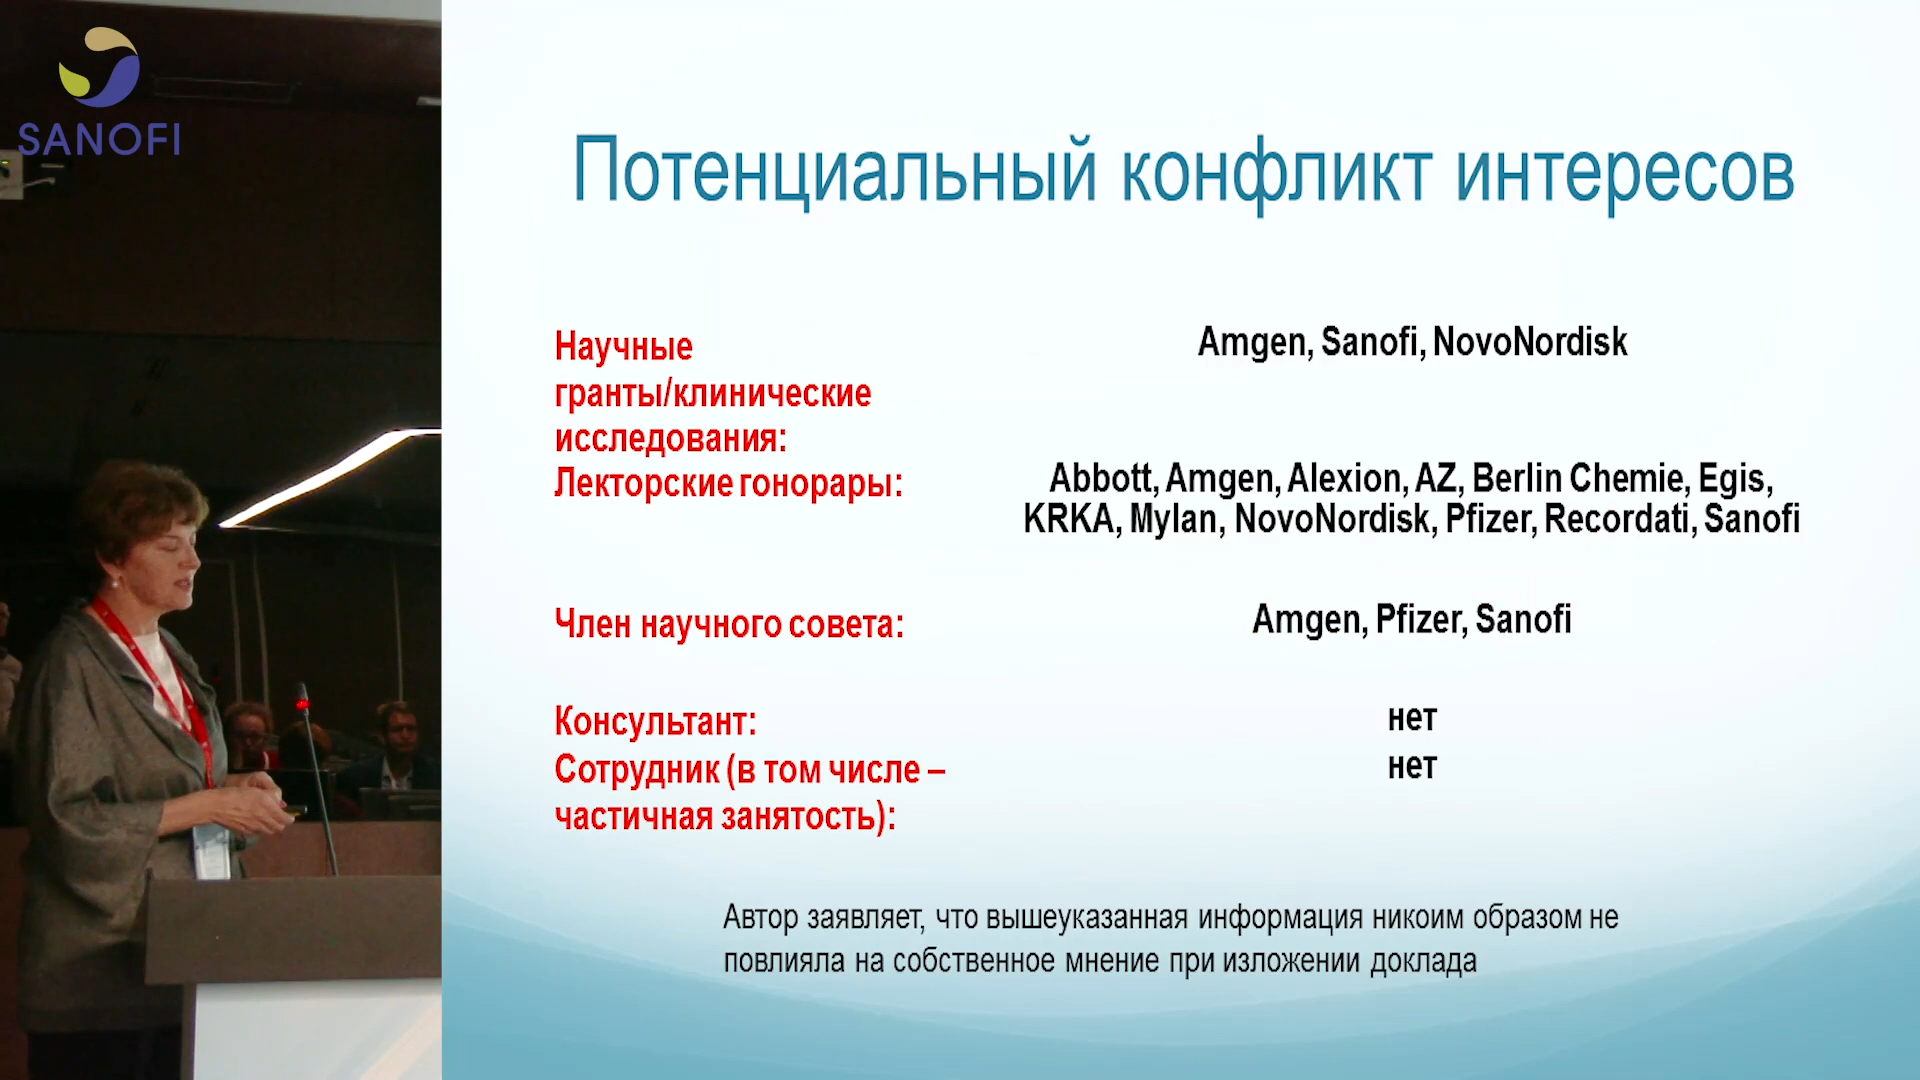 SANOFI
Потенциальный конфликт интересов
Научные
гранты/клинические
исследования:
Amgen, Sanofi, NovoNordisk
Лекторские гонорары:
Abbott, Amgen, Alexion, AZ, Berlin Chemie, Egis,
KRKA, Mylan, NovoNordisk, Pfizer, Recordati, Sanofi
Член научного совета:
Amgen, Pfizer, Sanofi
Консультант:
нет
Сотрудник (в том числе –
частичная занятость):
нет
Автор заявляет, что вышеуказанная информация никоим образом не
повлияла на собственное мнение при изложении доклада